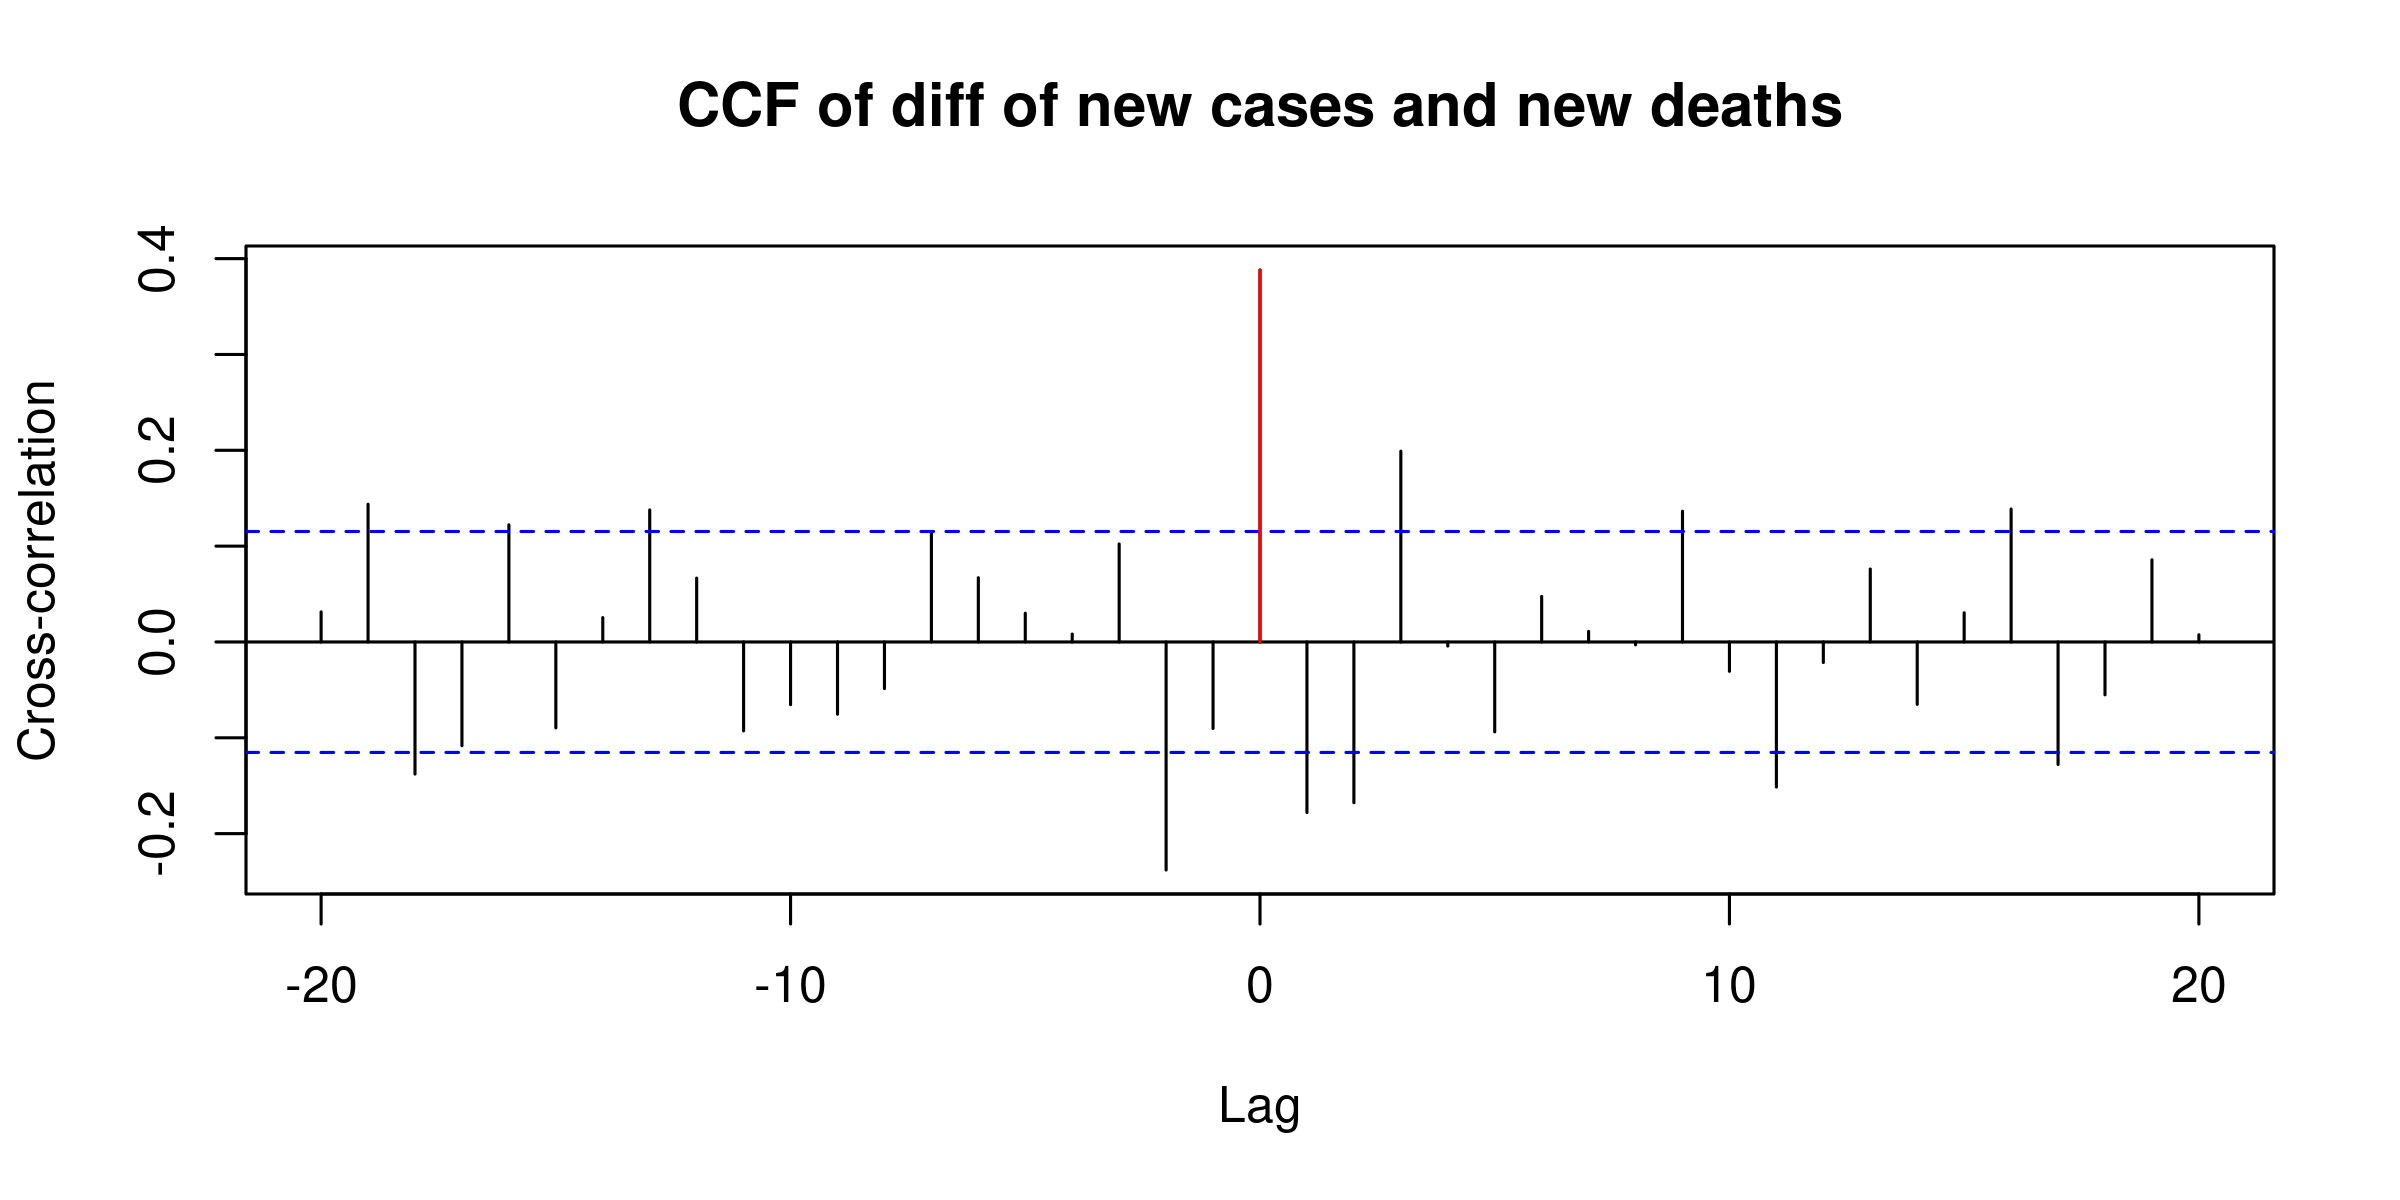 CCF of diff of new cases and new deaths
Cross-correlation
0.4
0.2
0.0
-0.2
-20 -10 0 10 20
Lag